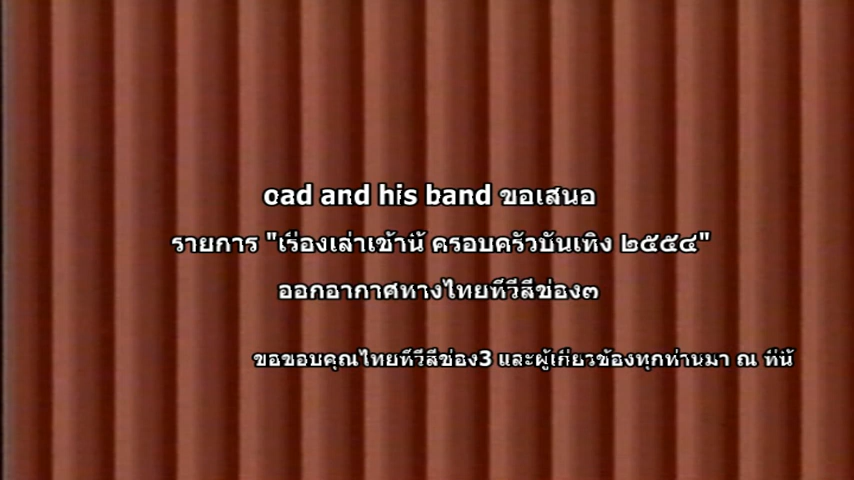 oad and his band ขอเสนอ
รายการ "เรื่องเล่าเช้านี้ ครอบครัวบันเทิง ๒๕๕๔"
ออกอากาศทางไทยทีวีสีช่อง๓
ขอขอบคุณไทยทีวีสีช่อง3 และผู้เกี่ยวข้องทุกท่านมา ณ ที่นี้